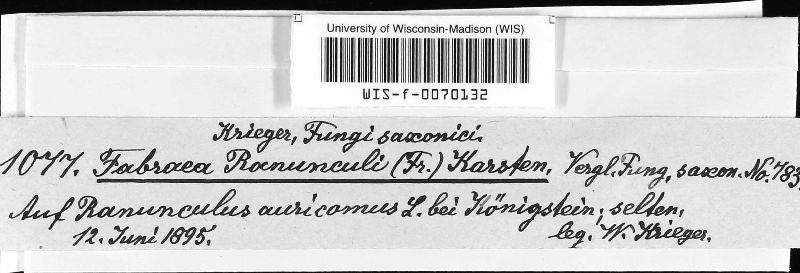 University of Wisconsin-Madison (WIS)
WIS-f-0070132
Krieger, Fungi saxonici.
1077. Fabraea Ranunculi (Fr.) Karsten. Vergl. Fung. saxon. No. 783.
Auf Ranunculus auricomus L. bei Königstein; selten.
12. Juni 1895. leg. W. Krieger.